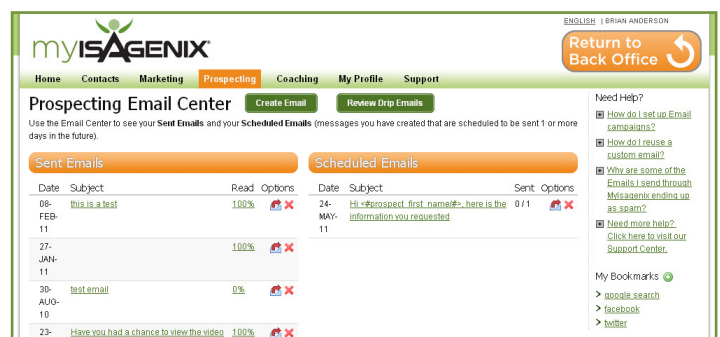 ENGLISH | BRIAN ANDERSON
myISAGENIX
Return to
Back Office
Home Contacts Marketing Prospecting Coaching My Profile Support
Prospecting Email Center Create Email Review Drip Emails
Use the Email Center to see your Sent Emails and your Scheduled Emails (messages you have created that are scheduled to be sent 1 or more
days in the future).
Sent Emails
Date Subject Read Options
08-
FEB-
11
this is a test 100%
27-
JAN-
11
100%
30-
AUG-
10
test email 0%
23-
Have you had a chance to view the video 100%
Scheduled Emails
Date Subject Sent Options
24-
MAY-
11
Hi <#prospect_first_name/#>, here is the
information you requested
0 / 1
Need Help?
How do I set up Email
campaigns?
How do I reuse a
custom email?
Why are some of the
Emails I send through
MyIsagenix ending up
as spam?
Need more help?
Click here to visit our
Support Center.
My Bookmarks
google search
facebook
twitter